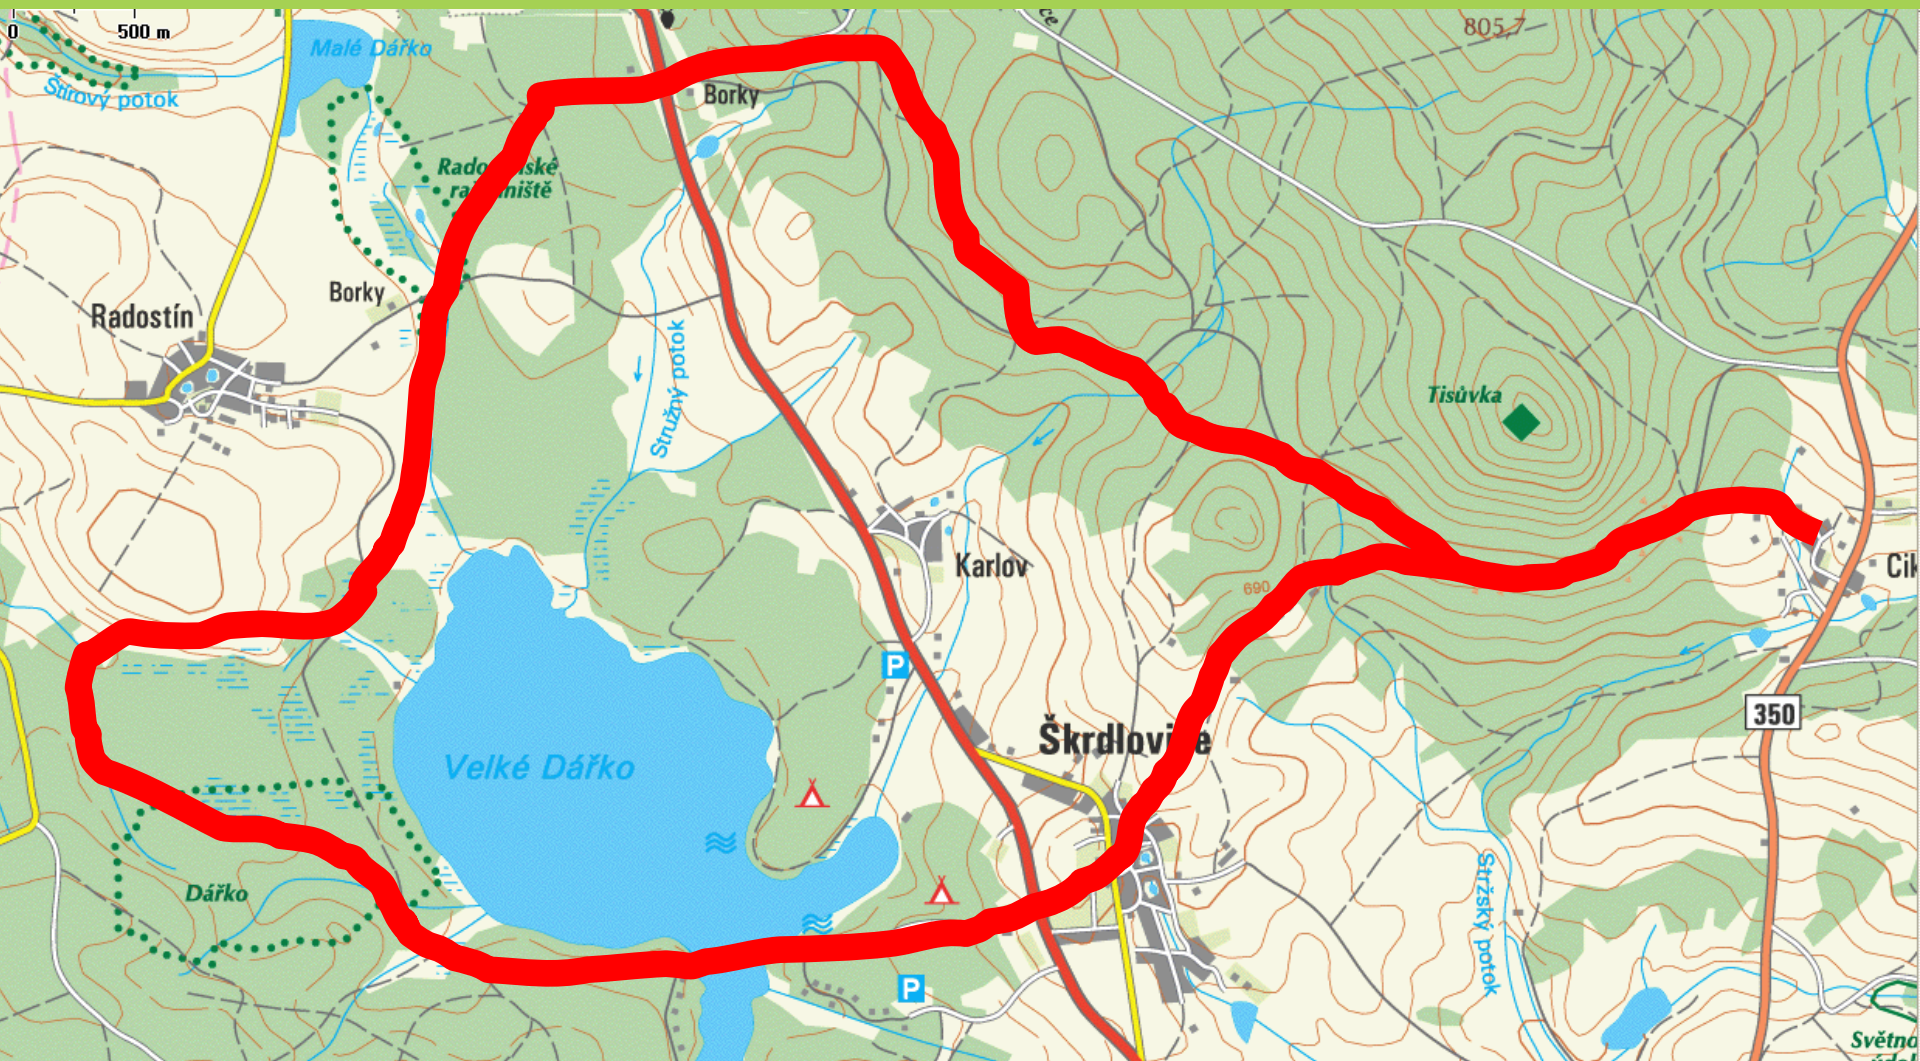 0 500 m
Malé Dářko
805,7
Štírový potok
Borky
Borky
Radostín
Stružný potok
Tisůvka
Karlov
690
P
350
Velké Dářko
Dářko
Stržský potok
P